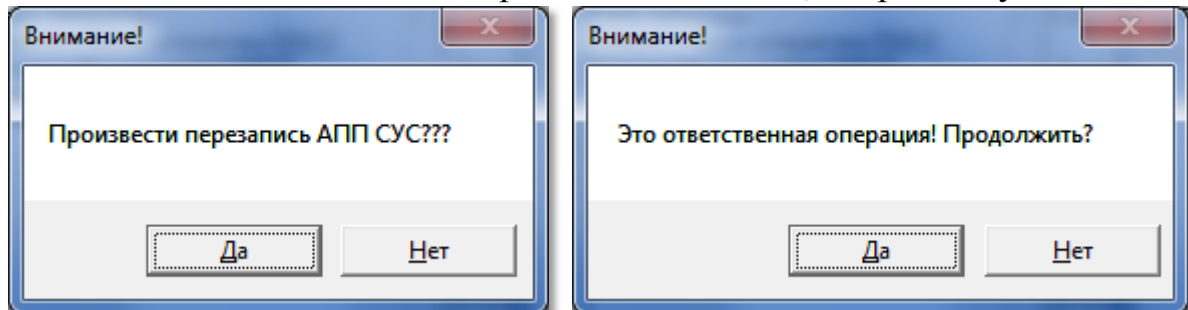 Внимание!
Произвести перезапись АПП СУС???
Да
Нет
Внимание!
Это ответственная операция! Продолжить?
Да
Нет